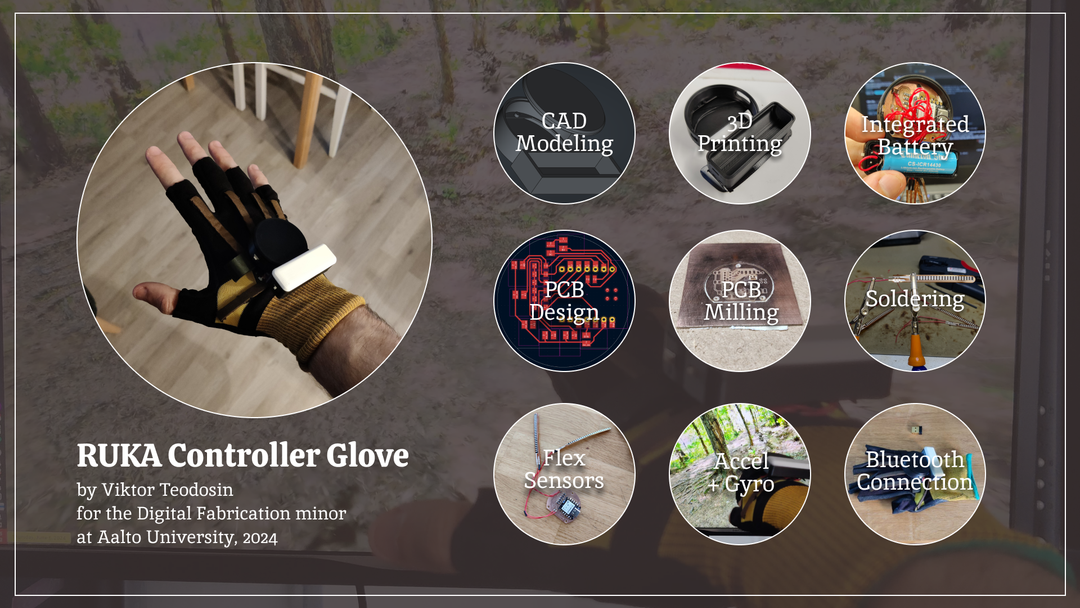 RUKA Controller Glove
by Viktor Teodosin
for the Digital Fabrication minor
at Aalto University, 2024
CAD
Modeling
3D
Printing
Integrated
Battery
PCB
Design
PCB
Milling
Soldering
Flex
Sensors
Accel
+ Gyro
Bluetooth
Connection